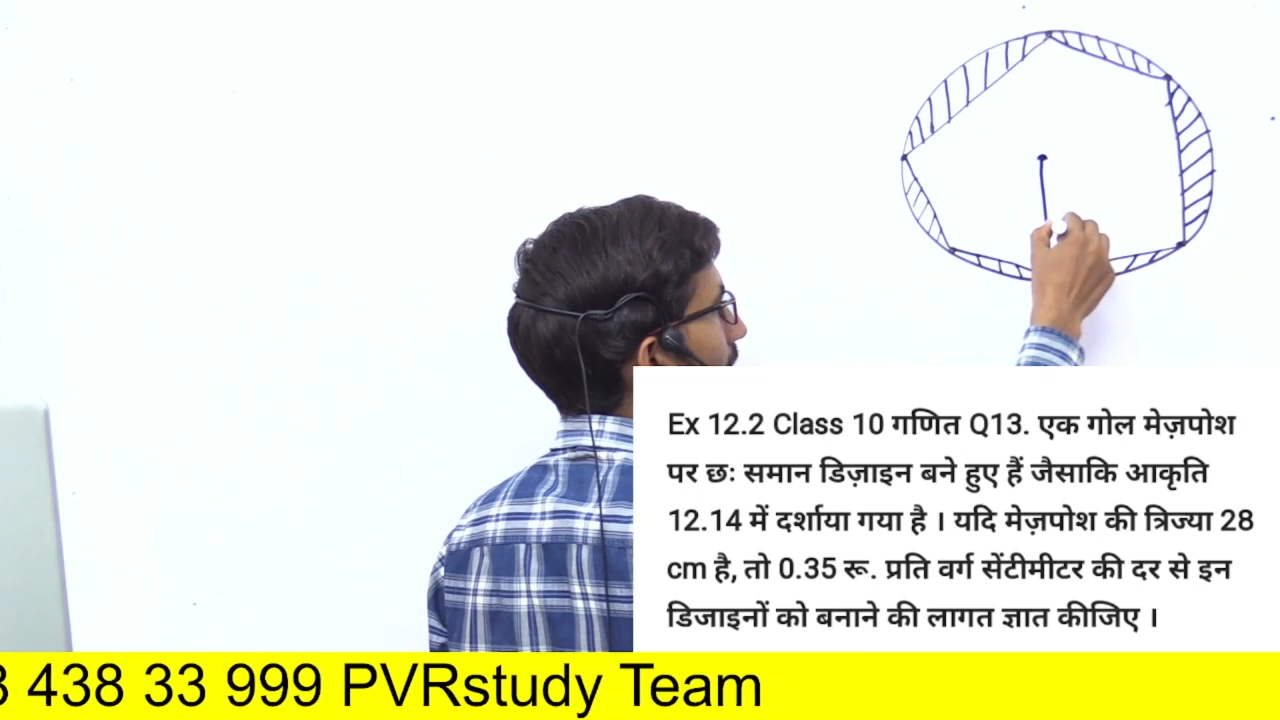 Ex 12.2 Class 10 गणित Q13. एक गोल मेज़पोश
पर छः समान डिज़ाइन बने हुए हैं जैसाकि आकृति
12.14 में दर्शाया गया है । यदि मेज़पोश की त्रिज्या 28
cm है, तो 0.35 रू. प्रति वर्ग सेंटीमीटर की दर से इन
डिजाइनों को बनाने की लागत ज्ञात कीजिए ।
438 33 999 PVRstudy Team